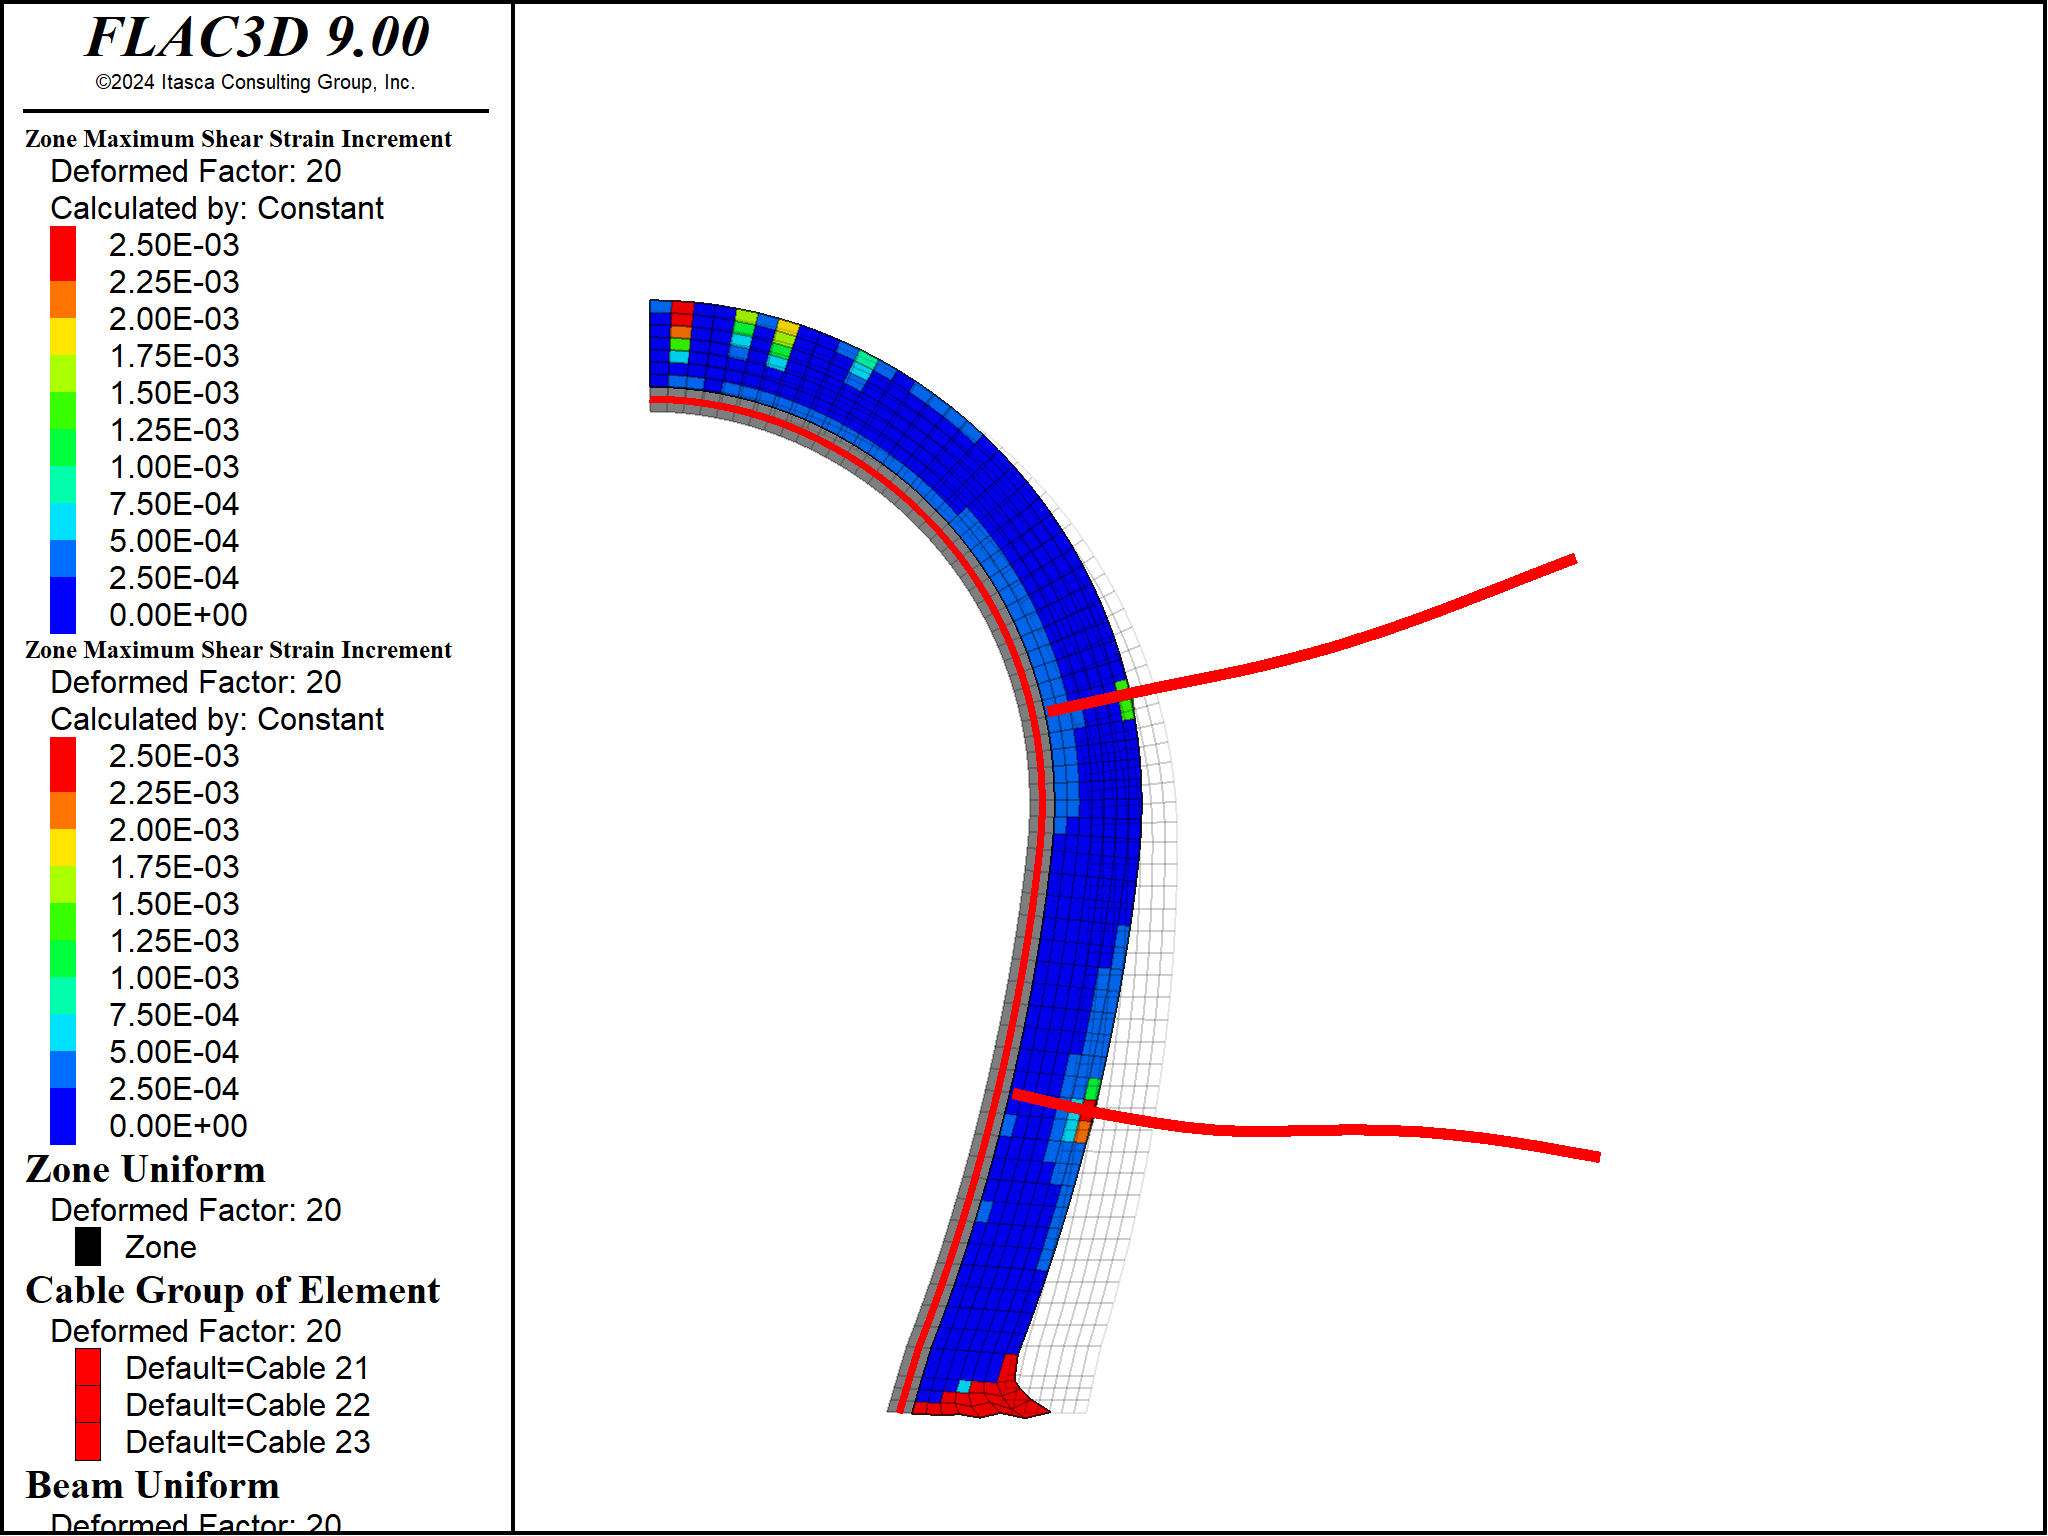 FLAC3D 9.00
©2024 Itasca Consulting Group, Inc.
Zone Maximum Shear Strain Increment
Deformed Factor: 20
Calculated by: Constant
2.50E-03
2.25E-03
2.00E-03
1.75E-03
1.50E-03
1.25E-03
1.00E-03
7.50E-04
5.00E-04
2.50E-04
0.00E+00
Zone Maximum Shear Strain Increment
Deformed Factor: 20
Calculated by: Constant
2.50E-03
2.25E-03
2.00E-03
1.75E-03
1.50E-03
1.25E-03
1.00E-03
7.50E-04
5.00E-04
2.50E-04
0.00E+00
Zone Uniform
Deformed Factor: 20
Zone
Cable Group of Element
Deformed Factor: 20
Default=Cable 21
Default=Cable 22
Default=Cable 23
Beam Uniform
Deformed Factor: 20